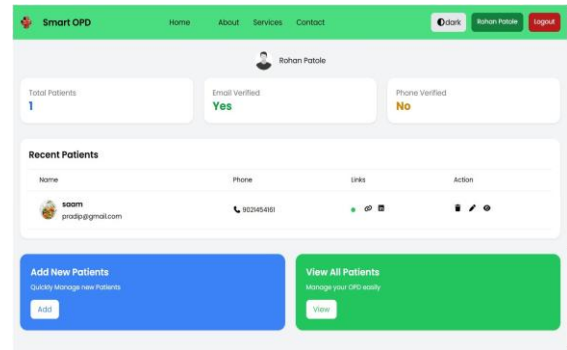 Smart OPD
Home About Services Contact
dark
Rohan Patole
Logout
Rohan Patole
Total Patients
1
Email Verified
Yes
Phone Verified
No
Recent Patients
Name Phone Links Action
saam
pradip@gmail.com
9021454161
Add New Patients
Quickly Manage new Patients
Add
View All Patients
Manage your OPD easily
View